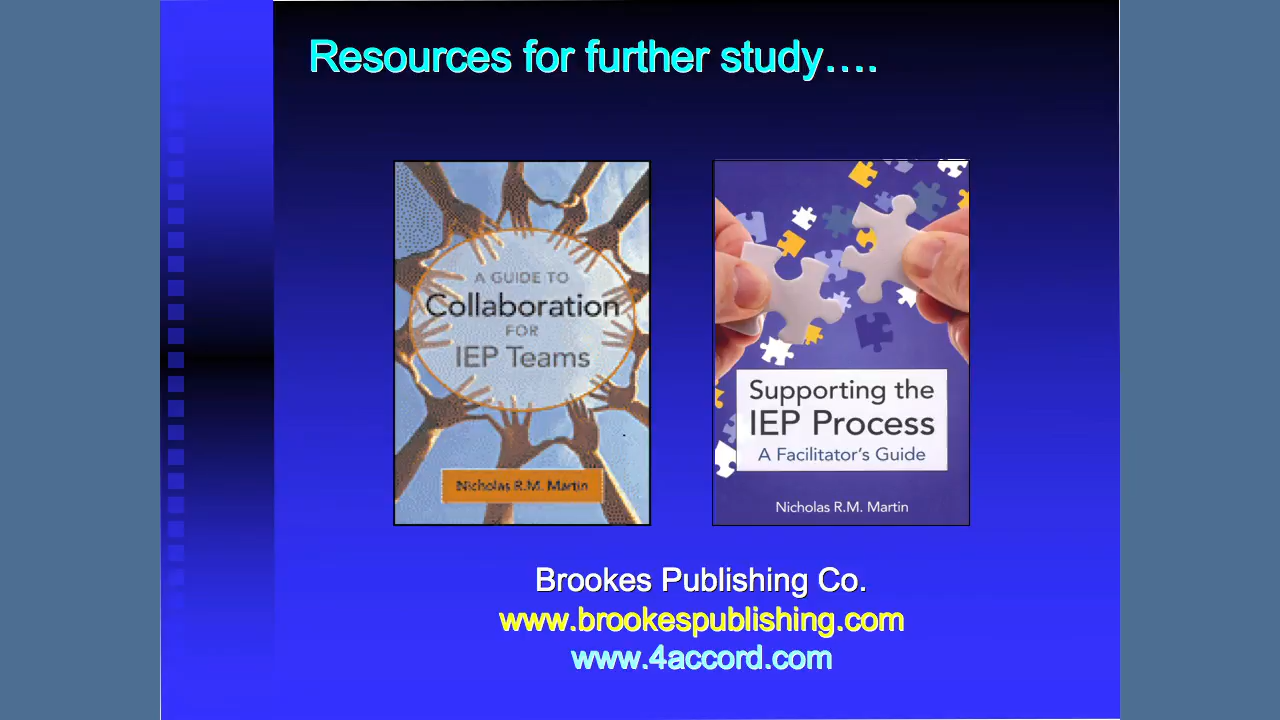 Resources for further study….
A GUIDE TO
Collaboration
FOR
IEP Teams
Nicholas R.M. Martin
Supporting the
IEP Process
A Facilitator's Guide
Nicholas R.M. Martin
Brookes Publishing Co.
www.brookespublishing.com
www.4accord.com